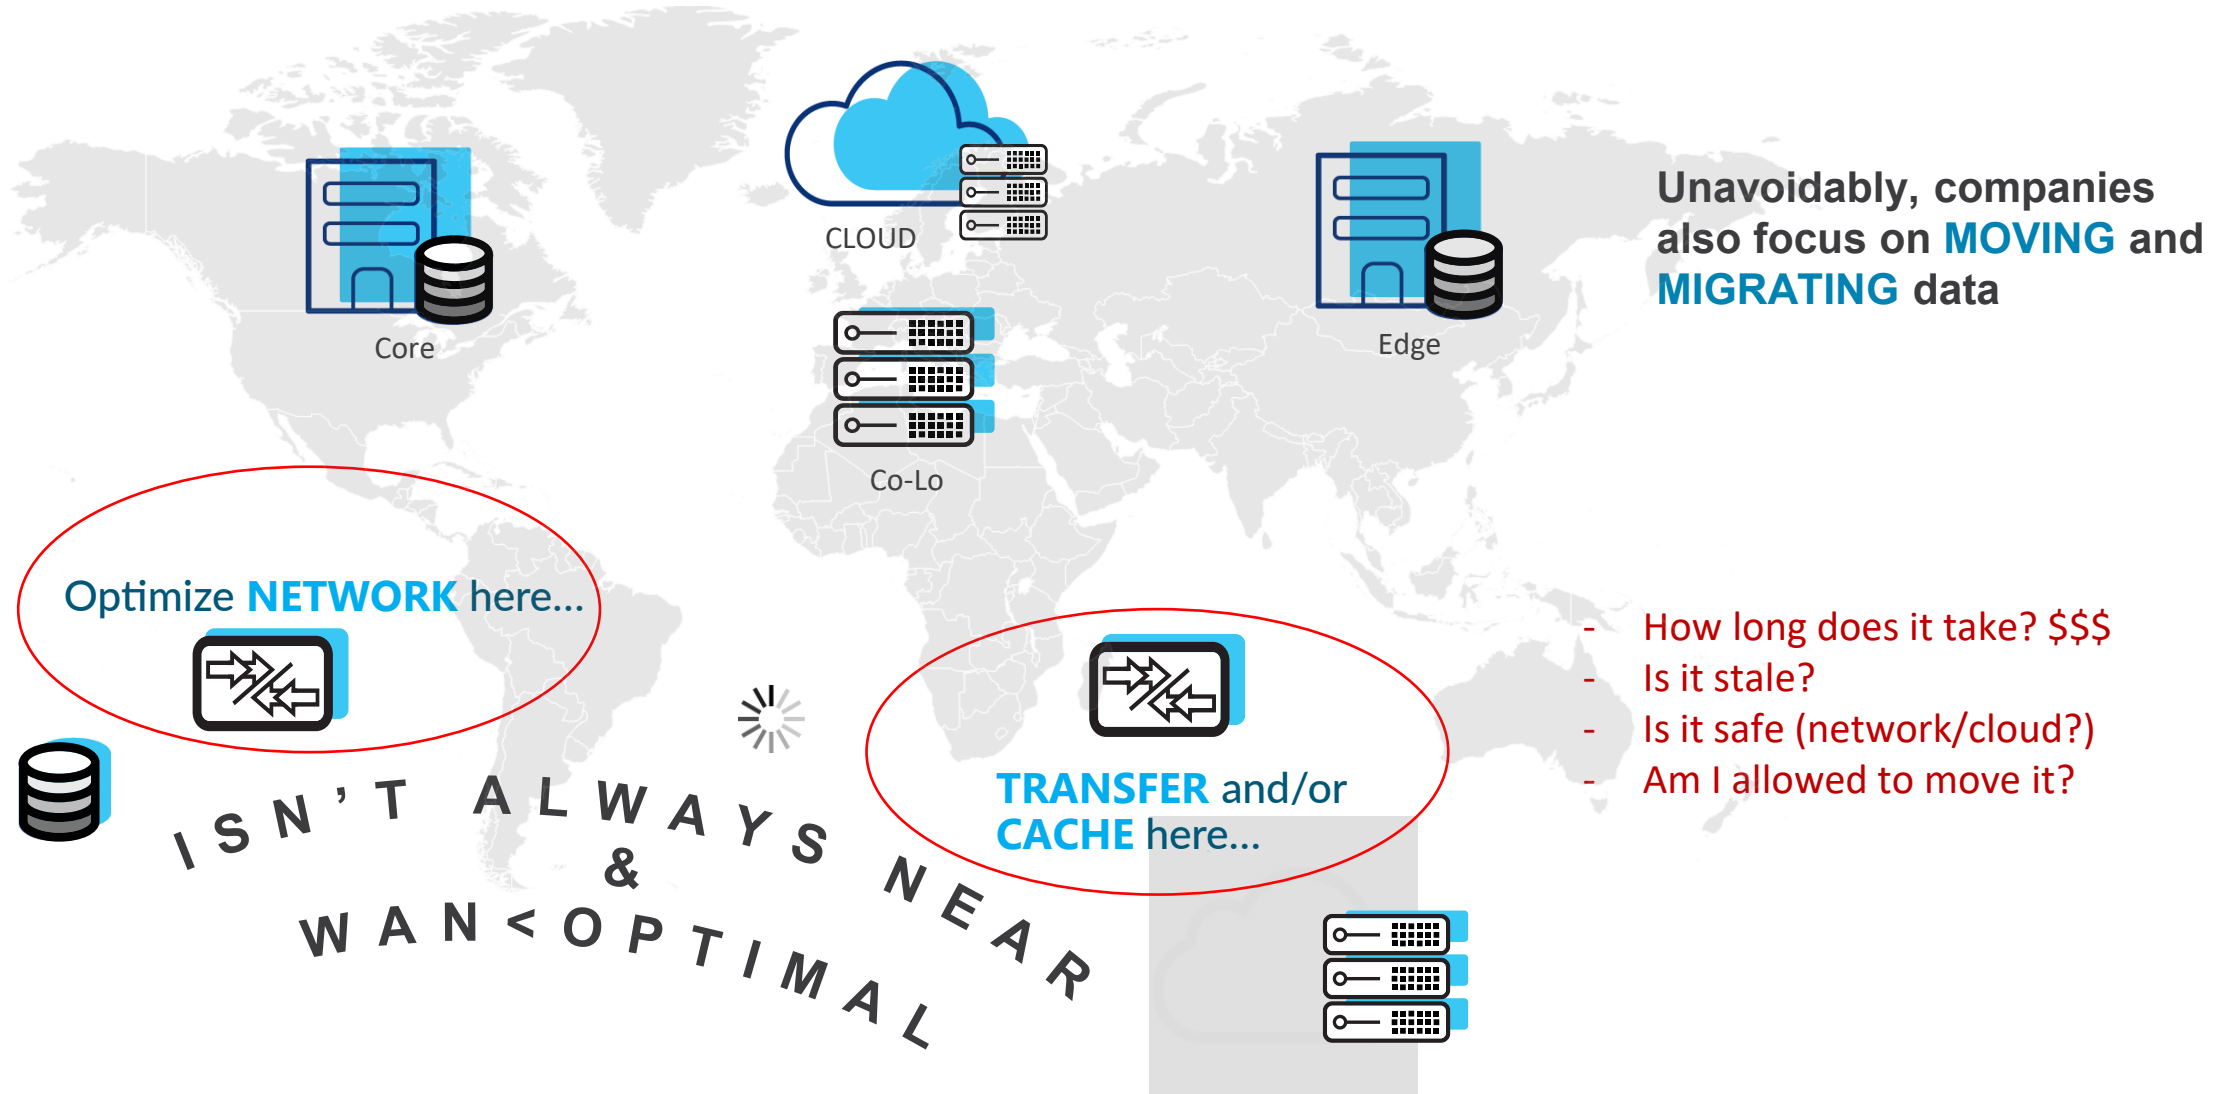 CLOUD
Core
Edge
Co-Lo
Unavoidably, companies
also focus on MOVING and
MIGRATING data
Optimize NETWORK here...
TRANSFER and/or
CACHE here...
- How long does it take? $$$
- Is it stale?
- Is it safe (network/cloud?)
- Am I allowed to move it?
ISN'T ALWAYS NEAR
&
WAN<OPTIMAL